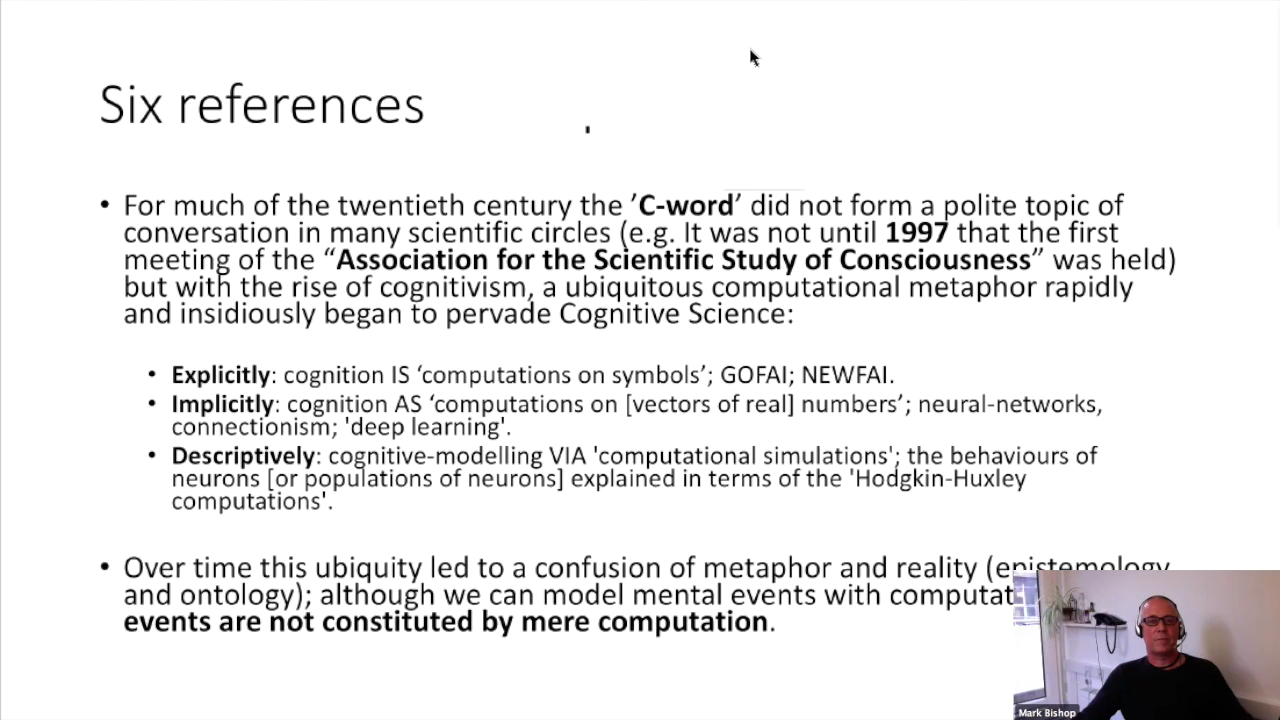 Six references
• For much of the twentieth century the ’C-word’ did not form a polite topic of
conversation in many scientific circles (e.g. It was not until 1997 that the first
meeting of the “Association for the Scientific Study of Consciousness” was held)
but with the rise of cognitivism, a ubiquitous computational metaphor rapidly
and insidiously began to pervade Cognitive Science:
• Explicitly: cognition IS ‘computations on symbols’; GOFAI; NEWFAI.
• Implicitly: cognition AS ‘computations on [vectors of real] numbers’; neural-networks,
connectionism; 'deep learning'.
• Descriptively: cognitive-modelling VIA 'computational simulations'; the behaviours of
neurons [or populations of neurons] explained in terms of the 'Hodgkin-Huxley
computations'.
• Over time this ubiquity led to a confusion of metaphor and reality (epistemology
and ontology); although we can model mental events with
events are not constituted by mere computation.
Mark Bishop